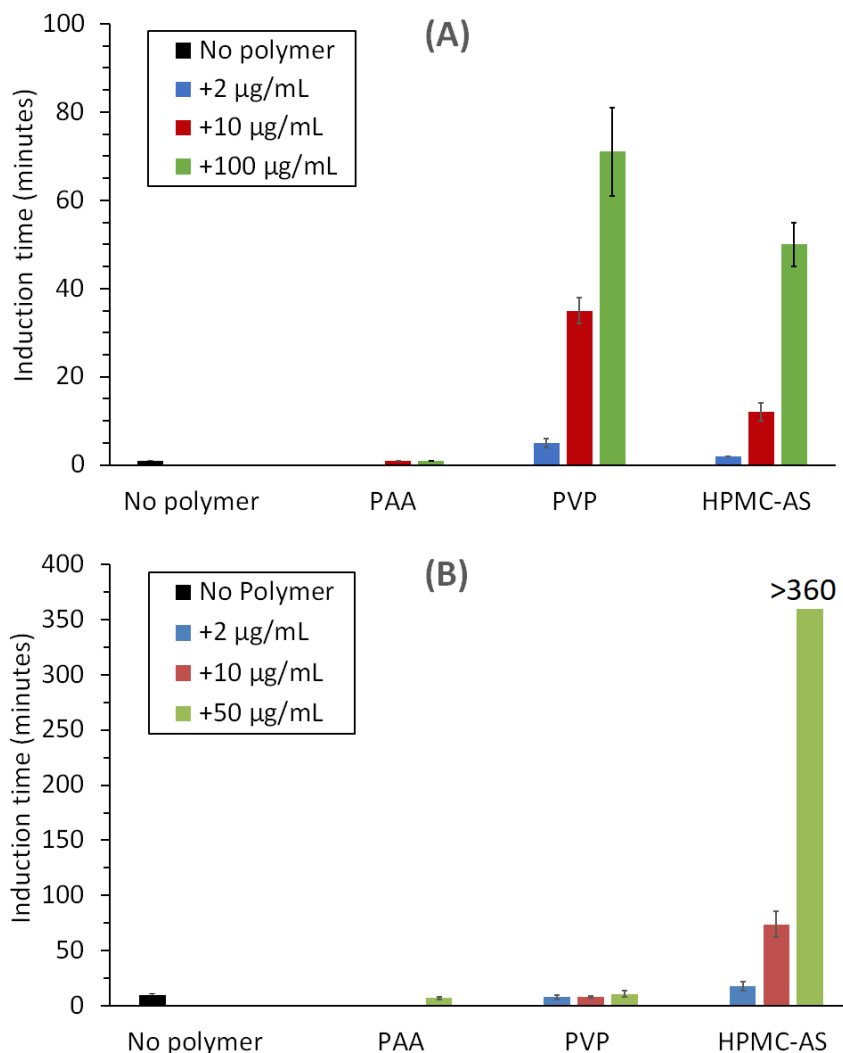 (A)
No polymer
+2 µg/mL
+10 µg/mL
+100 µg/mL
Induction time (minutes)
100
80
60
40
20
0
No polymer PAA PVP HPMC-AS
(B)
>360
No Polymer
+2 µg/mL
+10 µg/mL
+50 µg/mL
Induction time (minutes)
400
350
300
250
200
150
100
50
0
No polymer PAA PVP HPMC-AS